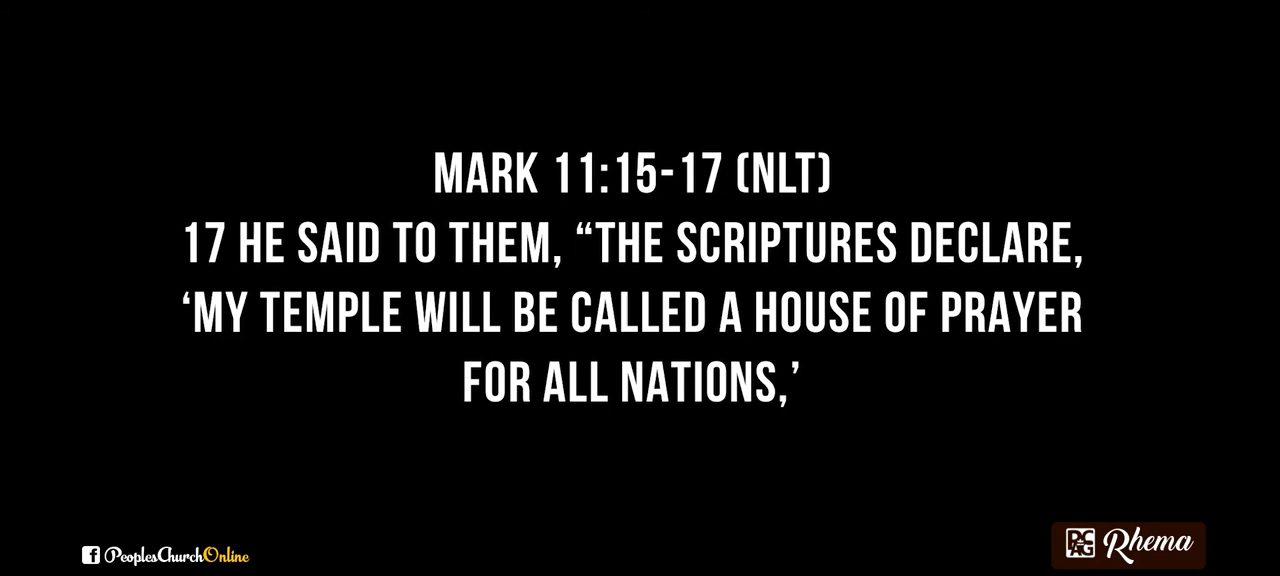 MARK 11:15-17 (NLT)
17 HE SAID TO THEM, “THE SCRIPTURES DECLARE,
‘MY TEMPLE WILL BE CALLED A HOUSE OF PRAYER
FOR ALL NATIONS,’
f PeoplesChurchOnline
PCAG Rhema